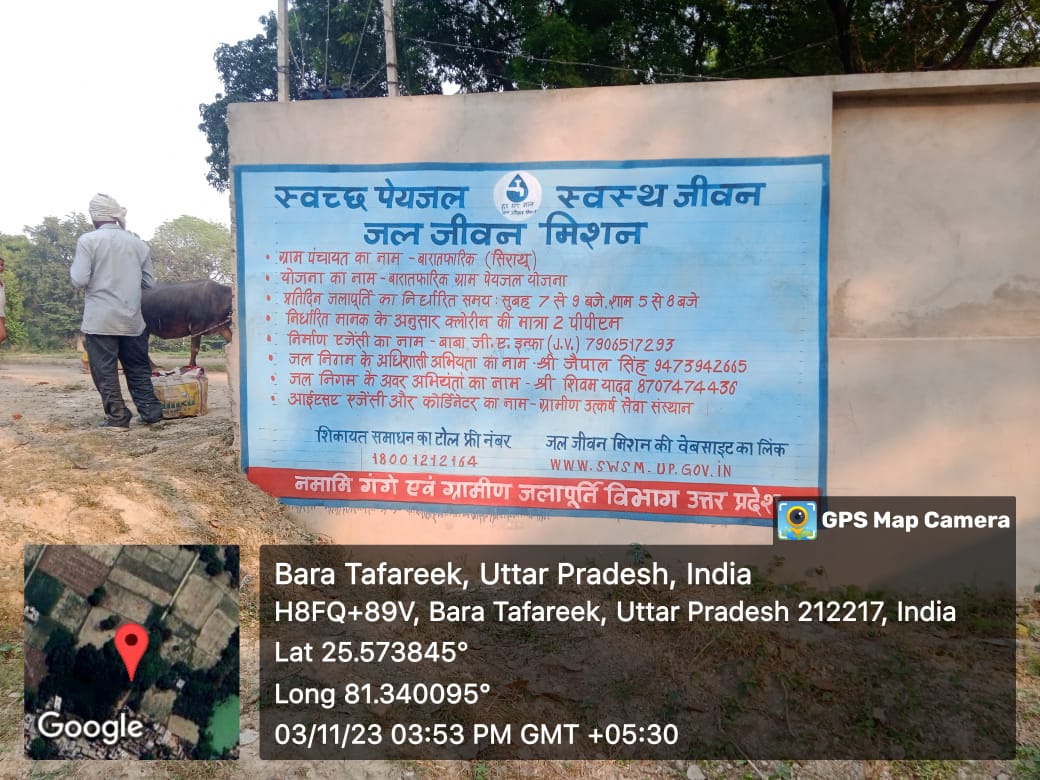 स्वच्छ पेयजल स्वस्थ जीवन
हर घर जल
जल जीवन मिशन
• ग्राम पंचायत का नाम - बारातफारिक (सिराथू)
• योजना का नाम - बारातफारिक ग्राम पेयजल योजना
• प्रतिदिन जलापूर्ति का निर्धारित समय: सुबह 7 से 9 बजे, शाम 5 से 8 बजे
• निर्धारित मानक के अनुसार क्लोरीन की मात्रा 2 पीपीएम
• निर्माण एजेंसी का नाम - बाबा जी. ए. इन्फ्रा (J.V.) 7906517293
• जल निगम के अधिशासी अभियंता का नाम - श्री जैपाल सिंह 9473942665
• जल निगम के अवर अभियंता का नाम - श्री शिवम यादव 8707474436
• आईएसए एजेंसी और कोर्डिनेटर का नाम - ग्रामीण उत्कर्ष सेवा संस्थान
शिकायत समाधन का टोल फ्री नंबर जल जीवन मिशन की वेबसाइट का लिंक
18001212164 WWW.SWSM.UP.GOV.IN
नमामि गंगे एवं ग्रामीण जलापूर्ति विभाग उत्तर प्रदेश
GPS Map Camera
Bara Tafareek, Uttar Pradesh, India
H8FQ+89V, Bara Tafareek, Uttar Pradesh 212217, India
Lat 25.573845°
Long 81.340095°
03/11/23 03:53 PM GMT +05:30
Google